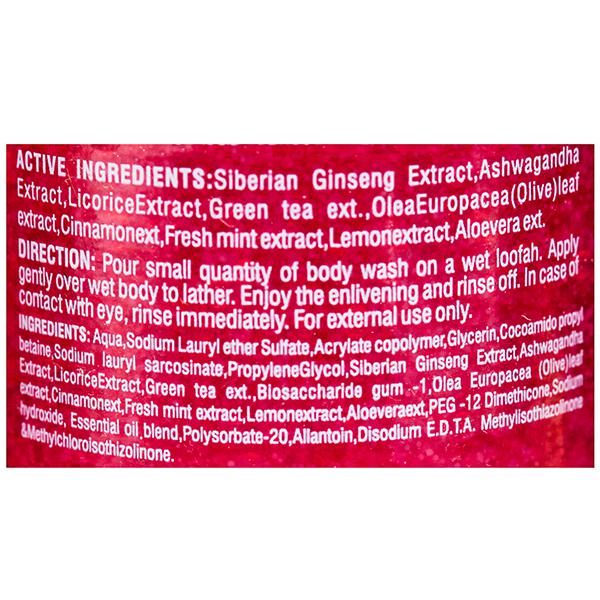 ACTIVE INGREDIENTS:Siberian Ginseng Extract,Ashwagandha
Extract,LicoriceExtract,Green tea ext.,OleaEuropacea(Olive)leaf
extract,Cinnamonext,Fresh mint extract,Lemonextract,Aloevera ext.
DIRECTION: Pour small quantity of body wash on a wet loofah. Apply
gently over wet body to lather. Enjoy the enlivening and rinse off. In case of
contact with eye, rinse immediately. For external use only.
INGREDIENTS: Aqua,Sodium Lauryl ether Sulfate,Acrylate copolymer,Glycerin,Cocoamido propyl
betaine,Sodium lauryl sarcosinate,PropyleneGlycol,Siberian Ginseng Extract,Ashwagandha
Extract,LicoriceExtract,Green tea ext.,Biosaccharide gum -1,Olea Europacea (Olive)leaf
extract,Cinnamonext,Fresh mint extract,Lemonextract,Aloeveraext,PEG -12 Dimethicone,Sodium
hydroxide, Essential oil blend,Polysorbate-20,Allantoin,Disodium E.D.T.A. Methylisothiazolinone
&Methylchloroisothizolinone.